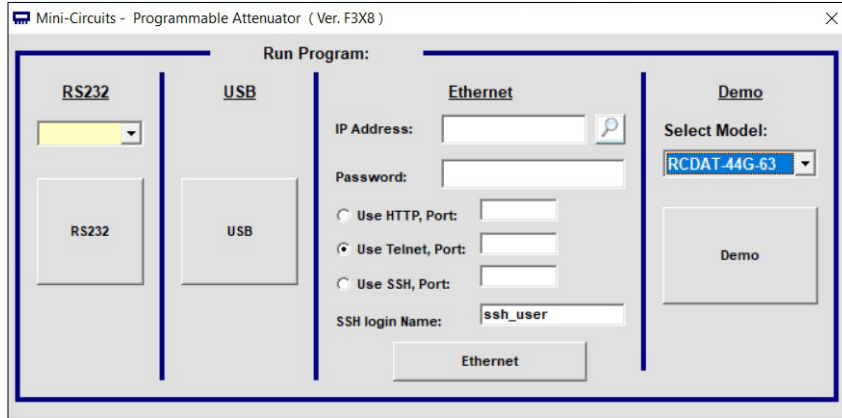 Mini-Circuits - Programmable Attenuator ( Ver. F3X8 )
Run Program:
RS232
RS232
USB
USB
Ethernet
IP Address:
Password:
Use HTTP, Port:
Use Telnet, Port:
Use SSH, Port:
SSH login Name: ssh_user
Ethernet
Demo
Select Model:
RCDAT-44G-63
Demo